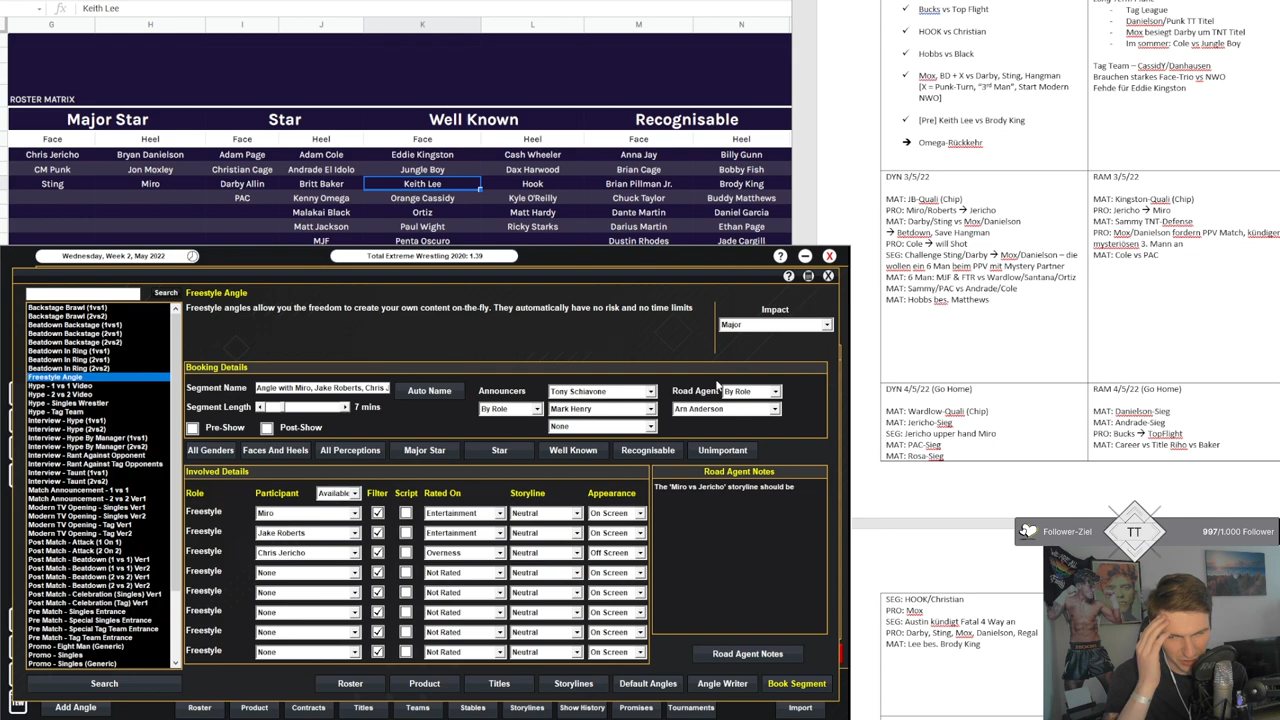 Keith Lee
G H I J K L M N
ROSTER MATRIX
Major Star Star Well Known Recognisable
Face Heel Face Heel Face Heel Face Heel
Chris Jericho Bryan Danielson Adam Page Adam Cole Eddie Kingston Cash Wheeler Anna Jay Billy Gunn
CM Punk Jon Moxley Christian Cage Andrade El Idolo Jungle Boy Dax Harwood Brian Cage Bobby Fish
Sting Miro Darby Allin Britt Baker Keith Lee Hook Brian Pillman Jr. Brody King
PAC Kenny Omega Orange Cassidy Kyle O'Reilly Chuck Taylor Buddy Matthews
Malakai Black Ortiz Matt Hardy Dante Martin Daniel Garcia
Matt Jackson Paul Wight Ricky Starks Darius Martin Ethan Page
MJF Penta Oscuro Dustin Rhodes Jade Cargill
Wednesday, Week 2, May 2022
Total Extreme Wrestling 2020: 1.39
Search
Backstage Brawl (1vs1)
Backstage Brawl (2vs2)
Beatdown Backstage (1vs1)
Beatdown Backstage (2vs1)
Beatdown Backstage (2vs2)
Beatdown In Ring (1vs1)
Beatdown In Ring (2vs1)
Beatdown In Ring (2vs2)
Freestyle Angle
Hype - 1 vs 1 Video
Hype - 2 vs 2 Video
Hype - Singles Wrestler
Hype - Tag Team
Interview - Hype (1vs1)
Interview - Hype (2vs2)
Interview - Hype By Manager (1vs1)
Interview - Hype By Manager (2vs2)
Interview - Rant Against Opponent
Interview - Rant Against Tag Opponents
Interview - Taunt (1vs1)
Interview - Taunt (2vs2)
Match Announcement - 1 vs 1
Match Announcement - 2 vs 2 Ver1
Modern TV Opening - Singles Ver1
Modern TV Opening - Singles Ver2
Modern TV Opening - Tag Ver1
Modern TV Opening - Tag Ver2
Post Match - Attack (1 On 1)
Post Match - Attack (2 On 2)
Post Match - Beatdown (1 vs 1) Ver1
Post Match - Beatdown (1 vs 1) Ver2
Post Match - Beatdown (2 vs 2) Ver1
Post Match - Beatdown (2 vs 2) Ver2
Post Match - Celebration (Singles) Ver1
Post Match - Celebration (Tag) Ver1
Pre Match - Singles Entrance
Pre Match - Special Singles Entrance
Pre Match - Special Tag Team Entrance
Pre Match - Tag Team Entrance
Promo - Eight Man (Generic)
Promo - Singles
Promo - Singles (Generic)
Search
Freestyle Angle
Freestyle angles allow you the freedom to create your own content on-the-fly. They automatically have no risk and no time limits
Impact
Major
Booking Details
Segment Name Angle with Miro, Jake Roberts, Chris J Auto Name Announcers Tony Schiavone Road Agent By Role
Segment Length 7 mins By Role Mark Henry Arn Anderson
Pre-Show Post-Show None
All Genders Faces And Heels All Perceptions Major Star Star Well Known Recognisable Unimportant
Involved Details
Role Participant Available Filter Script Rated On Storyline Appearance
Freestyle Miro Entertainment Neutral On Screen
Freestyle Jake Roberts Entertainment Neutral On Screen
Freestyle Chris Jericho Overness Neutral Off Screen
Freestyle None Not Rated Neutral On Screen
Freestyle None Not Rated Neutral On Screen
Freestyle None Not Rated Neutral On Screen
Freestyle None Not Rated Neutral On Screen
Freestyle None Not Rated Neutral On Screen
Road Agent Notes
The 'Miro vs Jericho' storyline should be
Road Agent Notes
Roster Product Titles Storylines Default Angles Angle Writer Book Segment
Add Angle Roster Product Contracts Titles Teams Stables Storylines Show History Promises Tournaments Import
Bucks vs Top Flight
HOOK vs Christian
Hobbs vs Black
Mox, BD + X vs Darby, Sting, Hangman
[X = Punk-Turn, "3rd Man", Start Modern
NWO]
[Pre] Keith Lee vs Brody King
Omega-Rückkehr
- Tag League
- Danielson/Punk TT Titel
- Mox besiegt Darby um TNT Titel
- Im sommer: Cole vs Jungle Boy
Tag Team – CassidY/Danhausen
Brauchen starkes Face-Trio vs NWO
Fehde für Eddie Kingston
DYN 3/5/22
MAT: JB-Quali (Chip)
PRO: Miro/Roberts → Jericho
MAT: Darby/Sting vs Mox/Danielson
→ Betdown, Save Hangman
PRO: Cole → will Shot
SEG: Challenge Sting/Darby → Mox/Danielson – die
wollen ein 6 Man beim PPV mit Mystery Partner
MAT: 6 Man: MJF & FTR vs Wardlow/Santana/Ortiz
MAT: Sammy/PAC vs Andrade/Cole
MAT: Hobbs bes. Matthews
RAM 3/5/22
MAT: Kingston-Quali (Chip)
PRO: Jericho → Miro
MAT: Sammy TNT-Defense
PRO: Mox/Danielson fordern PPV Match, kündigen
mysteriösen 3. Mann an
MAT: Cole vs PAC
DYN 4/5/22 (Go Home)
MAT: Wardlow-Quali (Chip)
MAT: Jericho-Sieg
SEG: Jericho upper hand Miro
MAT: PAC-Sieg
MAT: Rosa-Sieg
RAM 4/5/22 (Go Home)
MAT: Danielson-Sieg
MAT: Andrade-Sieg
PRO: Bucks → TopFlight
MAT: Career vs Title Riho vs Baker
Follower-Ziel TT 997/1.000 Follower
SEG: HOOK/Christian
PRO: Mox
SEG: Austin kündigt Fatal 4 Way an
PRO: Darby, Sting, Mox, Danielson, Regal
MAT: Lee bes. Brody King